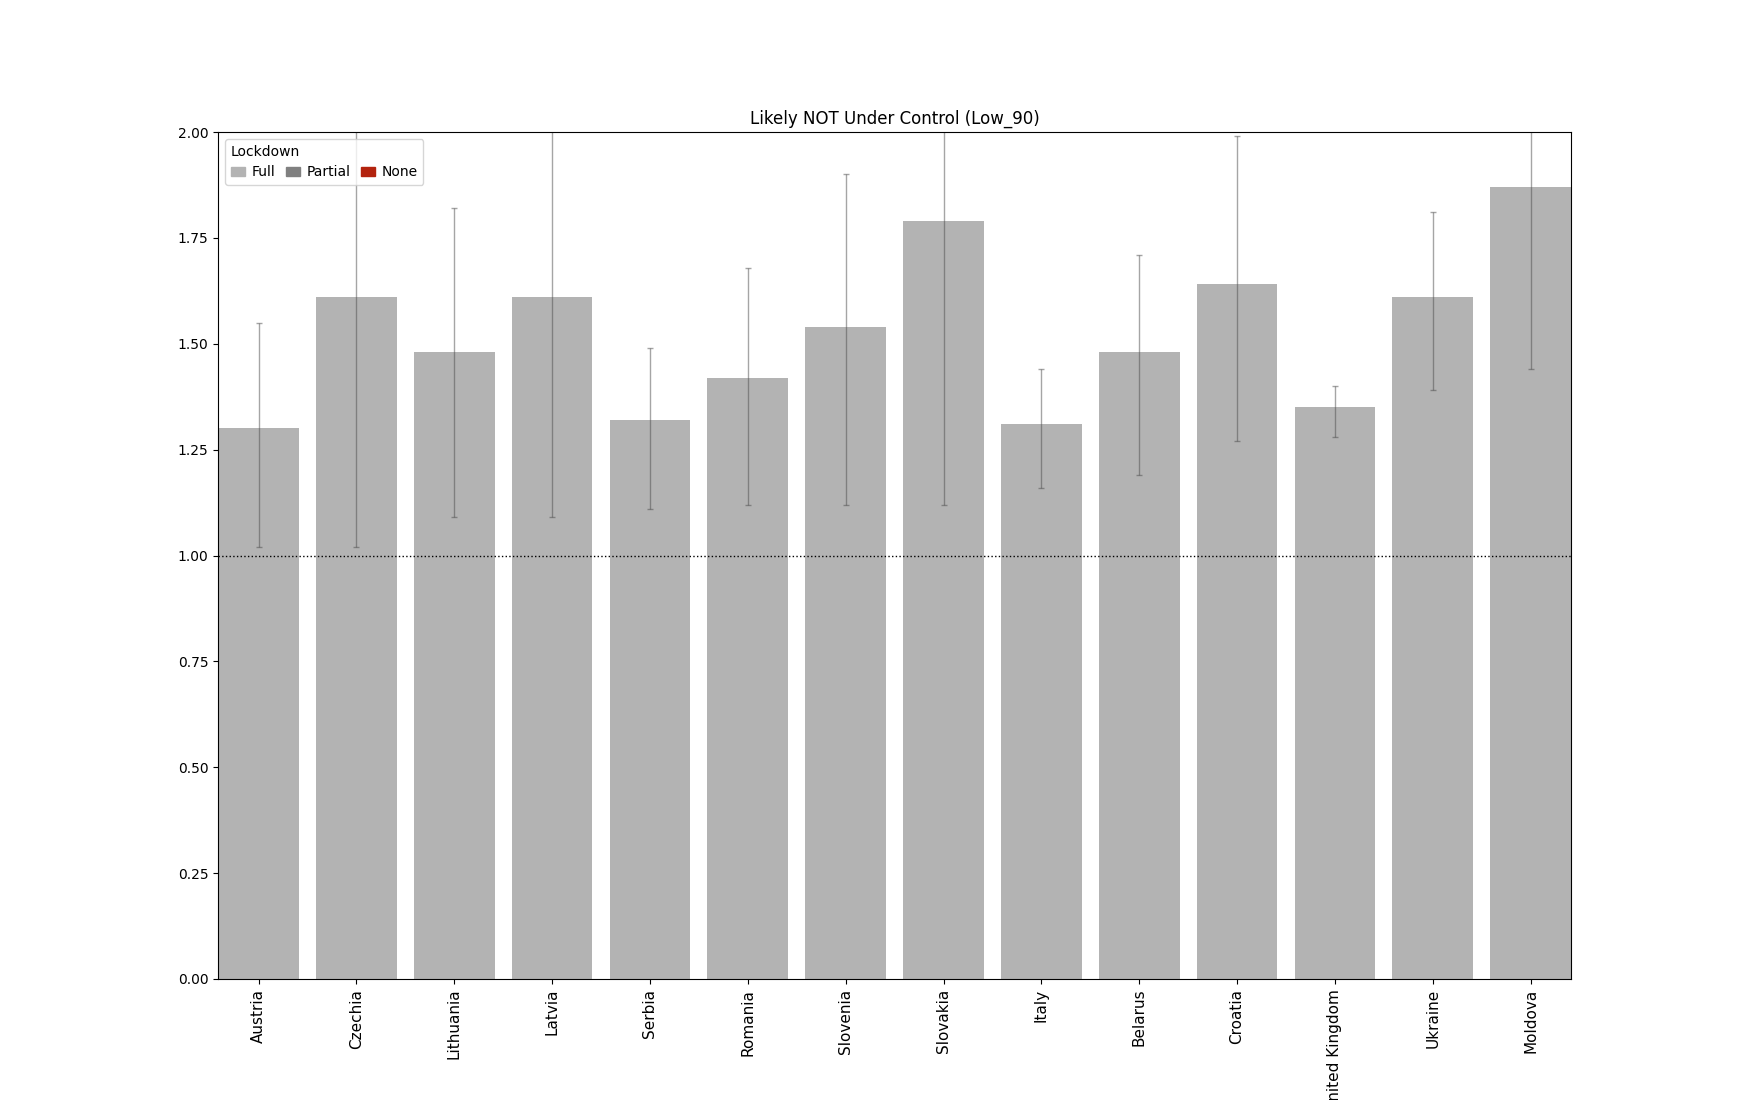 Likely NOT Under Control (Low_90)
Lockdown
Full Partial None
2.00
1.75
1.50
1.25
1.00
0.75
0.50
0.25
0.00
Austria
Czechia
Lithuania
Latvia
Serbia
Romania
Slovenia
Slovakia
Italy
Belarus
Croatia
nited Kingdom
Ukraine
Moldova